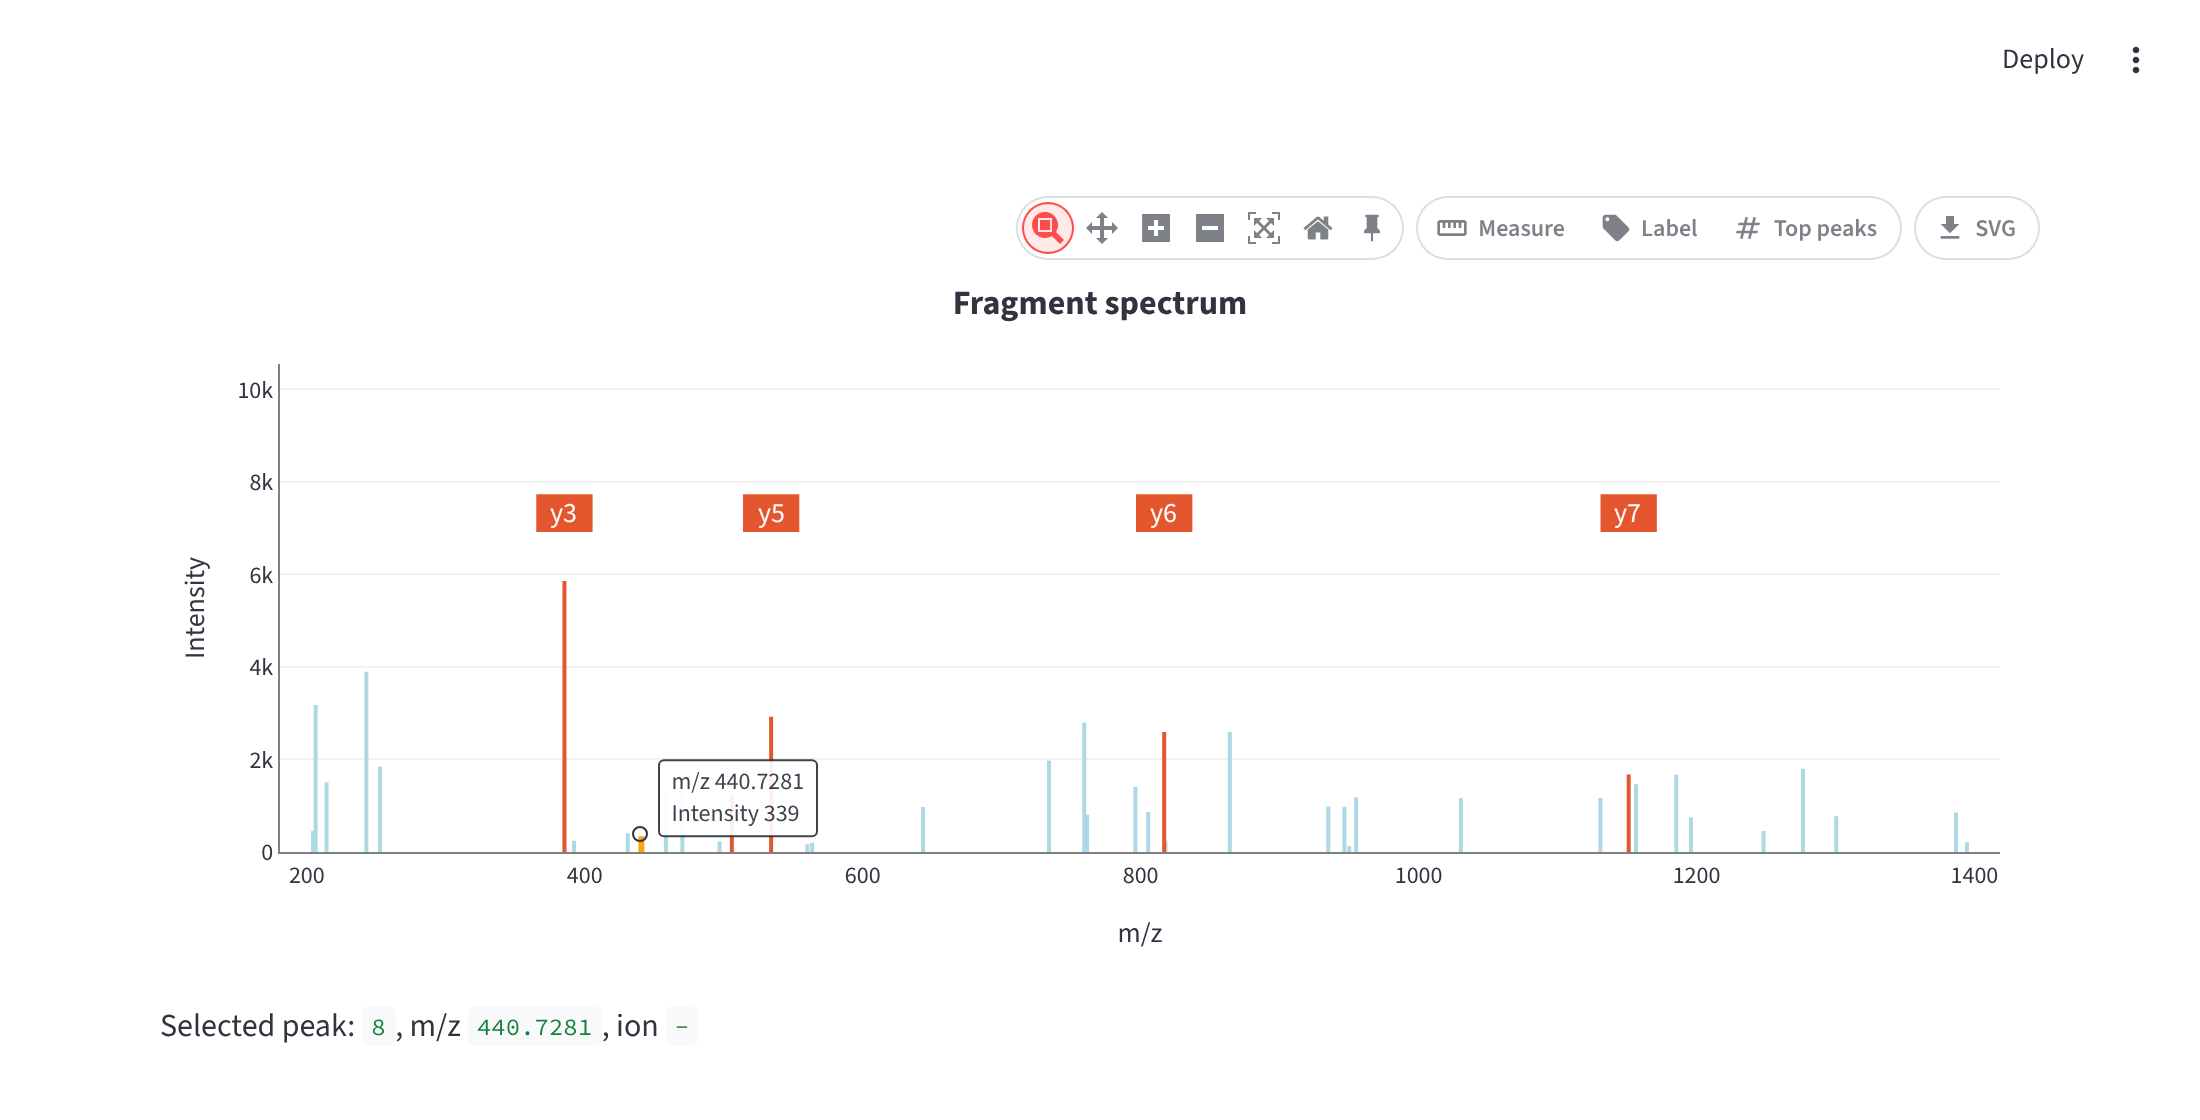 Deploy
Measure
Label
Top peaks
SVG
Fragment spectrum
10k
8k
6k
4k
2k
0
Intensity
y3
y5
y6
y7
m/z 440.7281
Intensity 339
200 400 600 800 1000 1200 1400
m/z
Selected peak: 8, m/z 440.7281, ion -